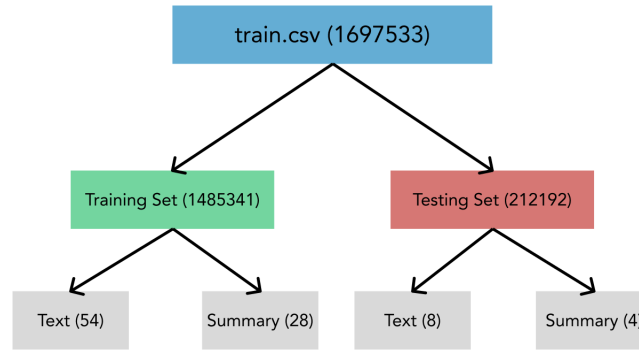 train.csv (1697533)
Training Set (1485341)
Testing Set (212192)
Text (54)
Summary (28)
Text (8)
Summary (4)